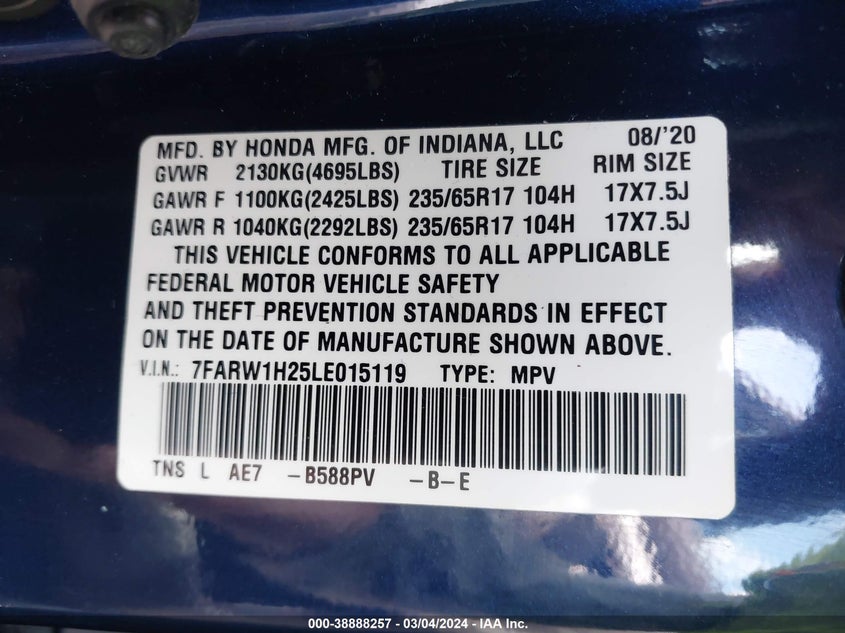 MFD. BY HONDA MFG. OF INDIANA, LLC 08/'20
GVWR 2130KG(4695LBS) TIRE SIZE RIM SIZE
GAWR F 1100KG(2425LBS) 235/65R17 104H 17X7.5J
GAWR R 1040KG(2292LBS) 235/65R17 104H 17X7.5J
THIS VEHICLE CONFORMS TO ALL APPLICABLE
FEDERAL MOTOR VEHICLE SAFETY
AND THEFT PREVENTION STANDARDS IN EFFECT
ON THE DATE OF MANUFACTURE SHOWN ABOVE.
V.I.N.: 7FARW1H25LE015119 TYPE: MPV
TNS L AE7 -B588PV -B-E
000-38888257 - 03/04/2024 - IAA Inc.